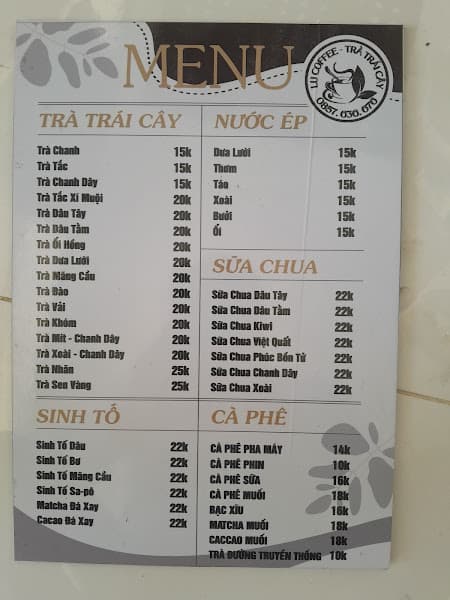 MENU
LU COFFEE - TRÀ TRÁI CÂY
0857.030.070
TRÀ TRÁI CÂY
Trà Chanh 15k
Trà Tắc 15k
Trà Chanh Dây 15k
Trà Tắc Xí Muội 20k
Trà Dâu Tây 20k
Trà Dâu Tằm 20k
Trà Ổi Hồng 20k
Trà Dưa Lưới 20k
Trà Mãng Cầu 20k
Trà Đào 20k
Trà Vải 20k
Trà Khóm 20k
Trà Mít - Chanh Dây 20k
Trà Xoài - Chanh Dây 20k
Trà Nhãn 25k
Trà Sen Vàng 25k
NƯỚC ÉP
Dưa Lưới 15k
Thơm 15k
Táo 15k
Xoài 15k
Bưởi 15k
Ổi 15k
SỮA CHUA
Sữa Chua Dâu Tây 22k
Sữa Chua Dâu Tằm 22k
Sữa Chua Kiwi 22k
Sữa Chua Việt Quất 22k
Sữa Chua Phúc Bồn Tử 22k
Sữa Chua Chanh Dây 22k
Sữa Chua Xoài 22k
SINH TỐ
Sinh Tố Dâu 22k
Sinh Tố Bơ 22k
Sinh Tố Mãng Cầu 22k
Sinh Tố Sa-pô 22k
Matcha Đá Xay 22k
Cacao Đá Xay 22k
CÀ PHÊ
CÀ PHÊ PHA MÁY 14k
CÀ PHÊ PHIN 10k
CÀ PHÊ SỮA 16k
CÀ PHÊ MUỐI 18k
BẠC XỈU 16k
MATCHA MUỐI 18k
CACCAO MUỐI 18k
TRÀ ĐƯỜNG TRUYỀN THỐNG 10k